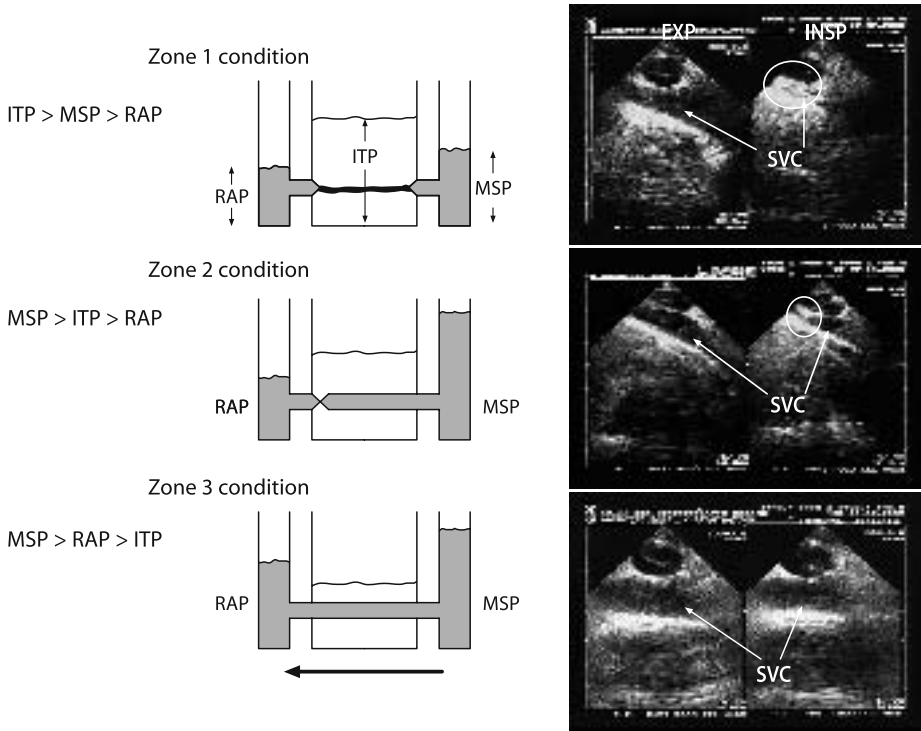 Zone 1 condition
ITP > MSP > RAP
ITP
RAP
MSP
EXP
INSP
SVC
Zone 2 condition
MSP > ITP > RAP
RAP
MSP
SVC
Zone 3 condition
MSP > RAP > ITP
RAP
MSP
SVC